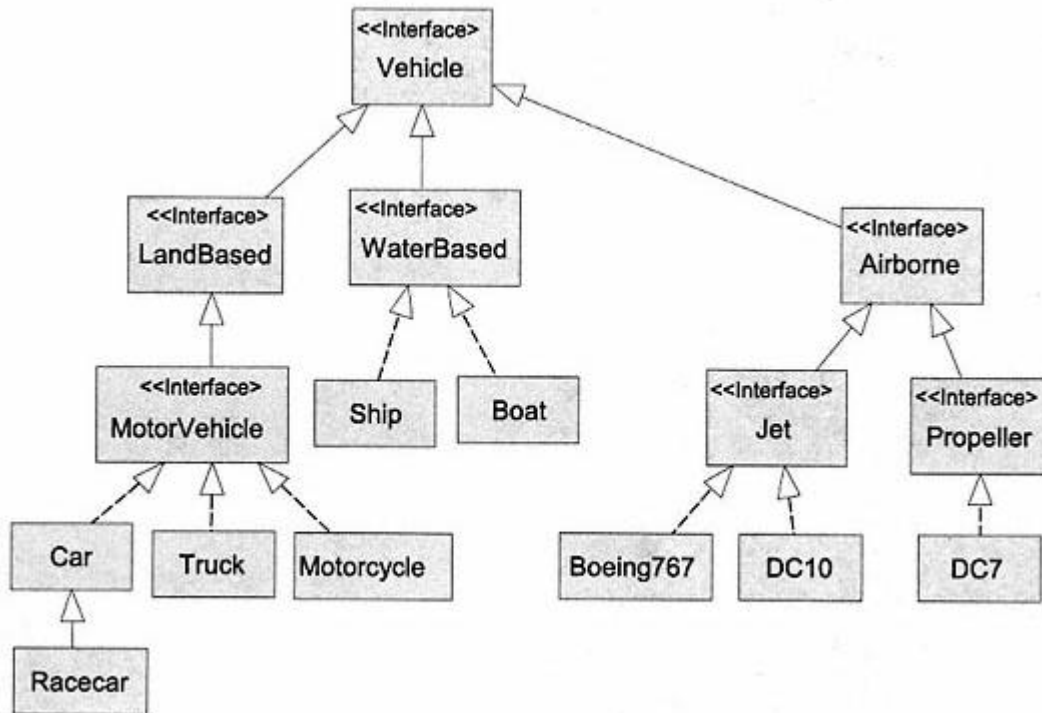 <<Interface>>
Vehicle
<<Interface>>
LandBased
<<Interface>>
WaterBased
<<Interface>>
Airborne
<<Interface>>
MotorVehicle
Ship
Boat
<<Interface>>
Jet
<<Interface>>
Propeller
Car
Truck
Motorcycle
Boeing767
DC10
DC7
Racecar